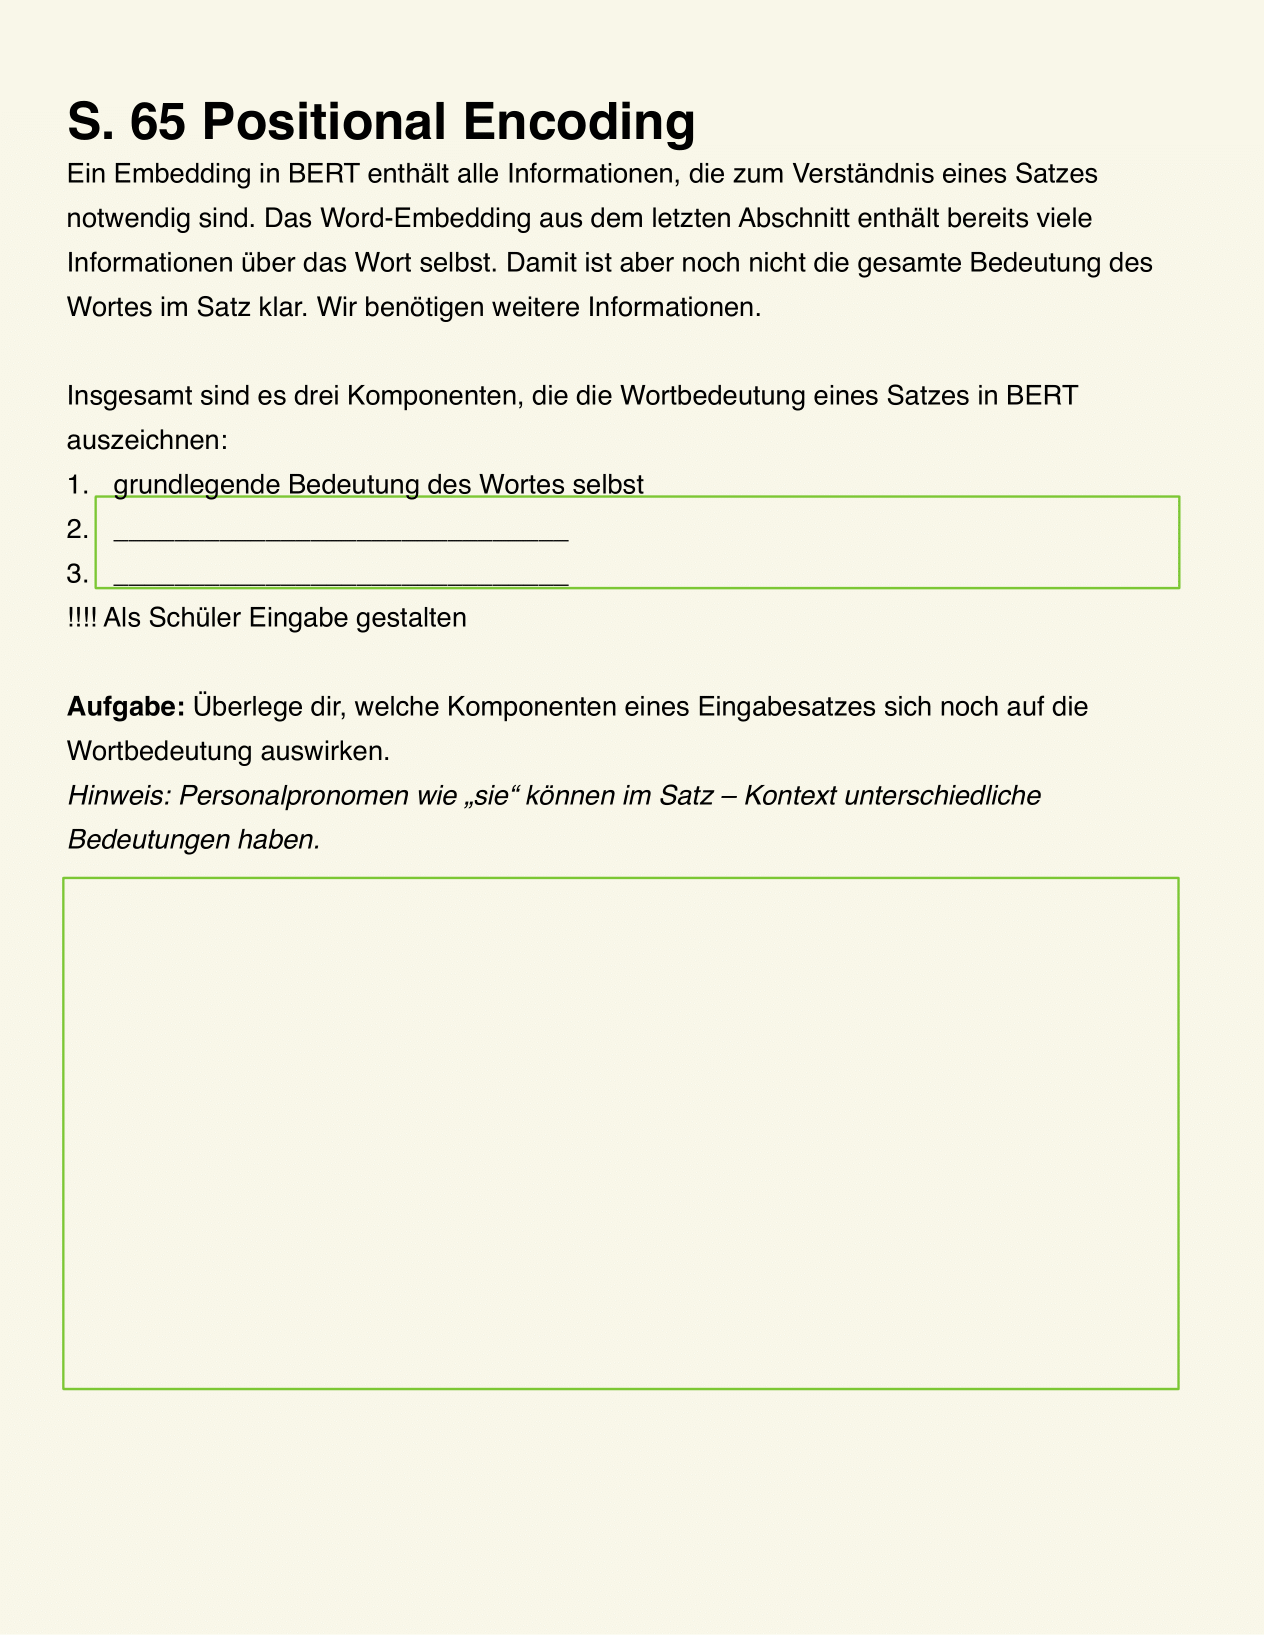 S. 65 Positional Encoding
Ein Embedding in BERT enthält alle Informationen, die zum Verständnis eines Satzes
notwendig sind. Das Word-Embedding aus dem letzten Abschnitt enthält bereits viele
Informationen über das Wort selbst. Damit ist aber noch nicht die gesamte Bedeutung des
Wortes im Satz klar. Wir benötigen weitere Informationen.
Insgesamt sind es drei Komponenten, die die Wortbedeutung eines Satzes in BERT
auszeichnen:
1. grundlegende Bedeutung des Wortes selbst
2. ______________________________
3. ______________________________
!!!! Als Schüler Eingabe gestalten
Aufgabe: Überlege dir, welche Komponenten eines Eingabesatzes sich noch auf die
Wortbedeutung auswirken.
Hinweis: Personalpronomen wie „sie“ können im Satz – Kontext unterschiedliche
Bedeutungen haben.